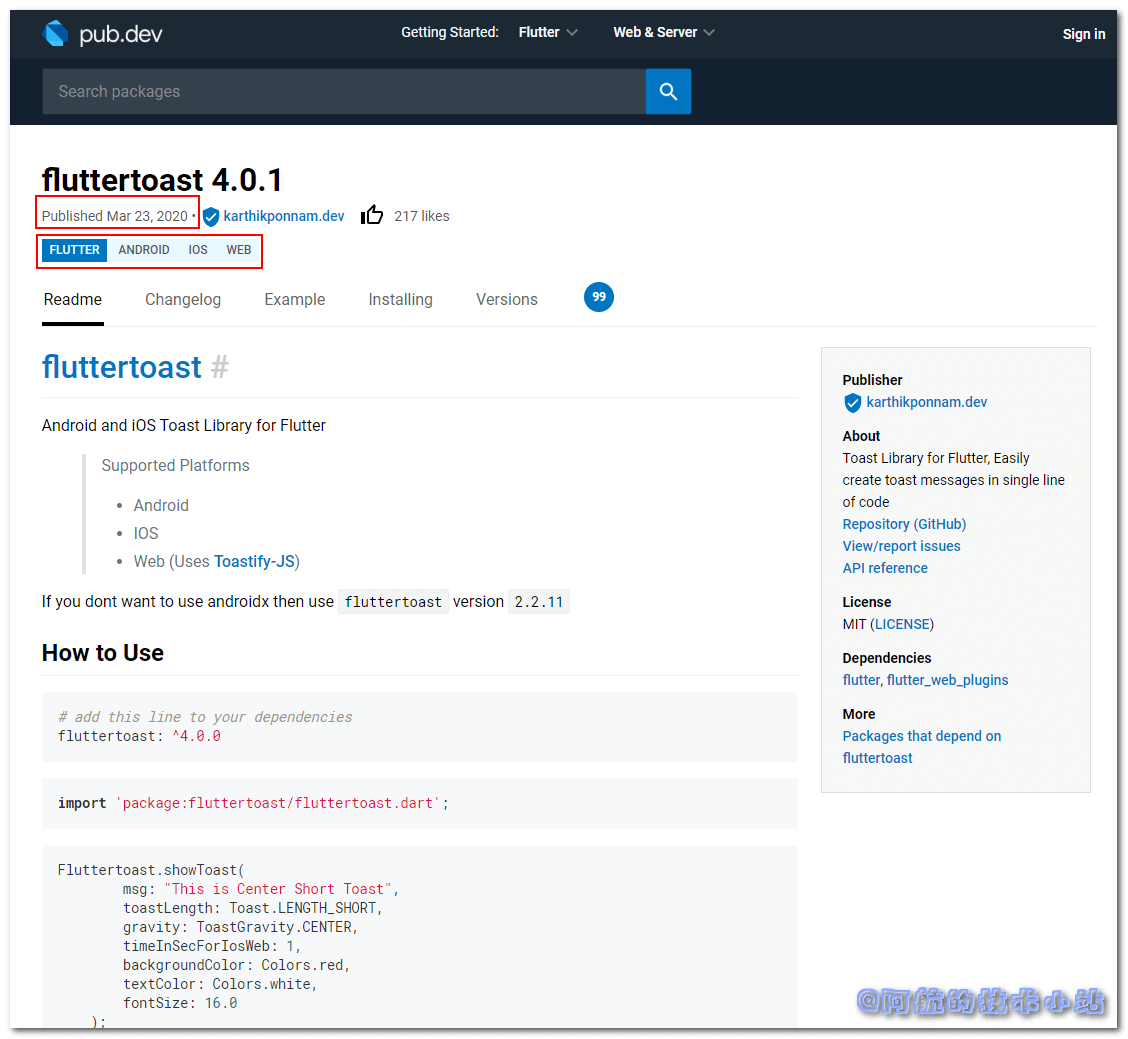 pub.dev
Getting Started: Flutter Web & Server
Sign in
Search packages
fluttertoast 4.0.1
Published Mar 23, 2020 • karthikponnam.dev 217 likes
FLUTTER ANDROID IOS WEB
Readme Changelog Example Installing Versions 99
fluttertoast #
Android and iOS Toast Library for Flutter
Supported Platforms
• Android
• IOS
• Web (Uses Toastify-JS)
If you dont want to use androidx then use fluttertoast version 2.2.11
How to Use
# add this line to your dependencies
fluttertoast: ^4.0.0
import 'package:fluttertoast/fluttertoast.dart';
Fluttertoast.showToast(
msg: "This is Center Short Toast",
toastLength: Toast.LENGTH_SHORT,
gravity: ToastGravity.CENTER,
timeInSecForIosWeb: 1,
backgroundColor: Colors.red,
textColor: Colors.white,
fontSize: 16.0
);
Publisher
karthikponnam.dev
About
Toast Library for Flutter, Easily
create toast messages in single line
of code
Repository (GitHub)
View/report issues
API reference
License
MIT (LICENSE)
Dependencies
flutter, flutter_web_plugins
More
Packages that depend on
fluttertoast